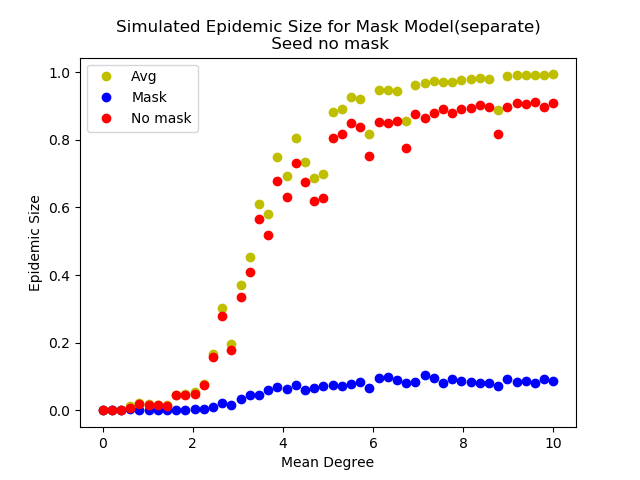 Simulated Epidemic Size for Mask Model(separate)
Seed no mask
Avg
Mask
No mask
Epidemic Size
1.0
0.8
0.6
0.4
0.2
0.0
0 2 4 6 8 10
Mean Degree